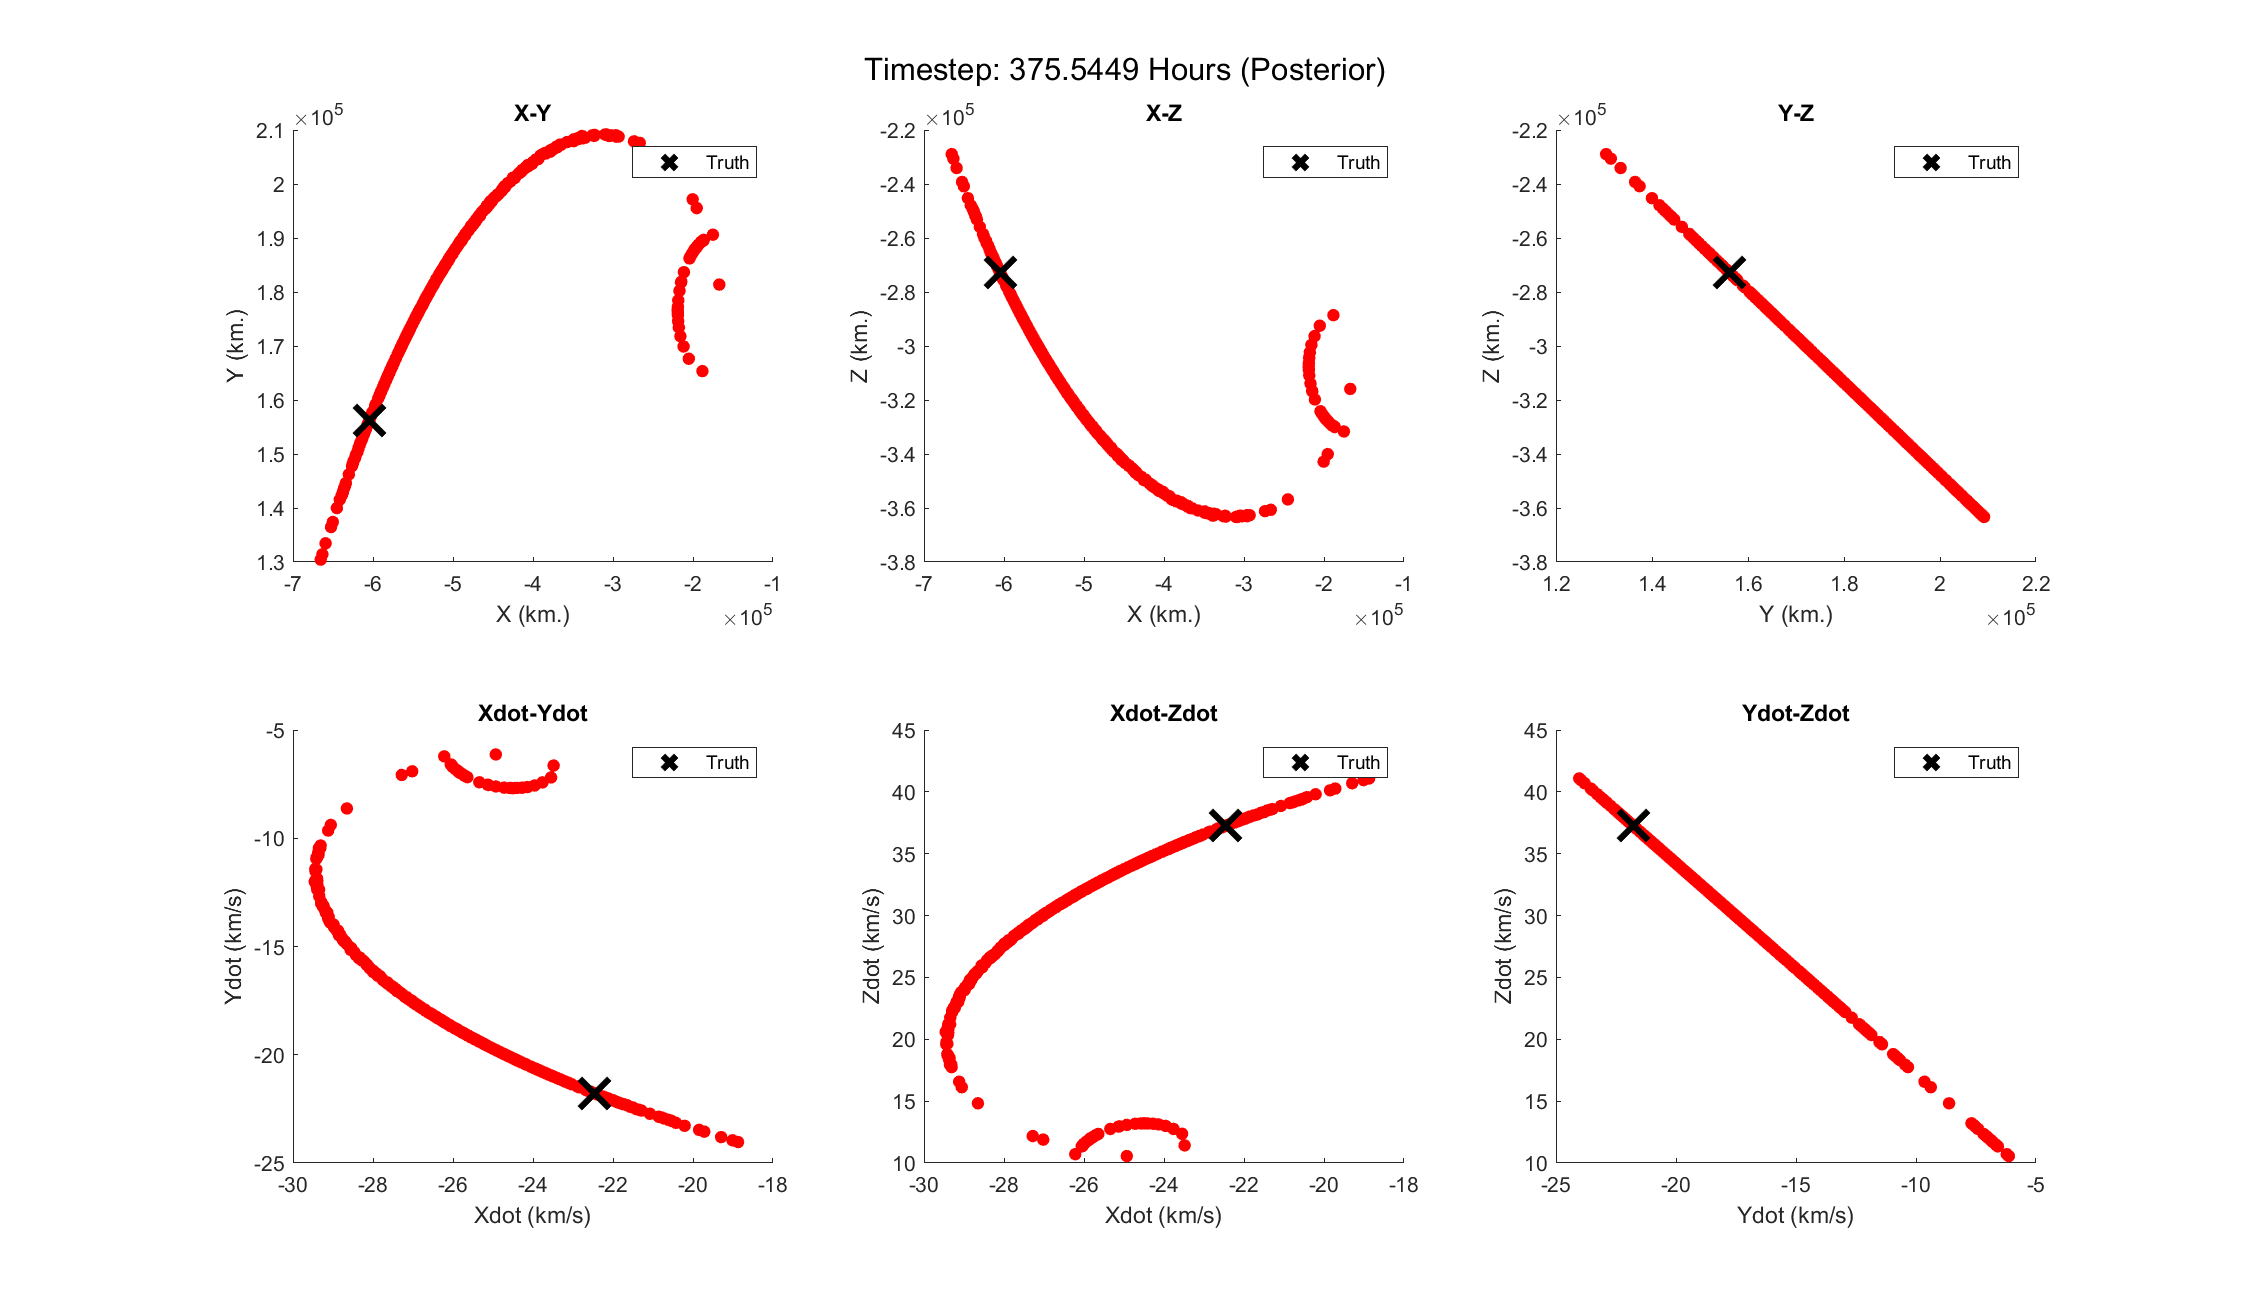 Timestep: 375.5449 Hours (Posterior)
X-Y
×10^5
2.1
2
1.9
1.8
1.7
1.6
1.5
1.4
1.3
Y (km.)
-7 -6 -5 -4 -3 -2 -1
X (km.)
×10^5
Truth
X-Z
×10^5
-2.2
-2.4
-2.6
-2.8
-3
-3.2
-3.4
-3.6
-3.8
Z (km.)
-7 -6 -5 -4 -3 -2 -1
X (km.)
×10^5
Truth
Y-Z
×10^5
-2.2
-2.4
-2.6
-2.8
-3
-3.2
-3.4
-3.6
-3.8
Z (km.)
1.2 1.4 1.6 1.8 2 2.2
Y (km.)
×10^5
Truth
Xdot-Ydot
-5
-10
-15
-20
-25
Ydot (km/s)
-30 -28 -26 -24 -22 -20 -18
Xdot (km/s)
Truth
Xdot-Zdot
45
40
35
30
25
20
15
10
Zdot (km/s)
-30 -28 -26 -24 -22 -20 -18
Xdot (km/s)
Truth
Ydot-Zdot
45
40
35
30
25
20
15
10
Zdot (km/s)
-25 -20 -15 -10 -5
Ydot (km/s)
Truth